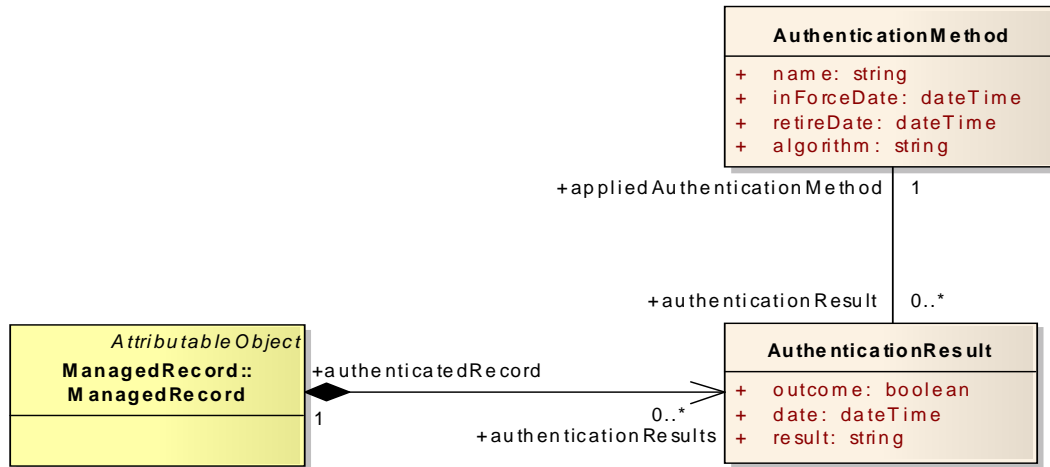 AuthenticationMethod
+ name: string
+ inForceDate: dateTime
+ retireDate: dateTime
+ algorithm: string
+appliedAuthenticationMethod 1
+authenticationResult 0..*
AttributableObject
ManagedRecord::
ManagedRecord
+authenticatedRecord
1
0..*
+authenticationResults
AuthenticationResult
+ outcome: boolean
+ date: dateTime
+ result: string